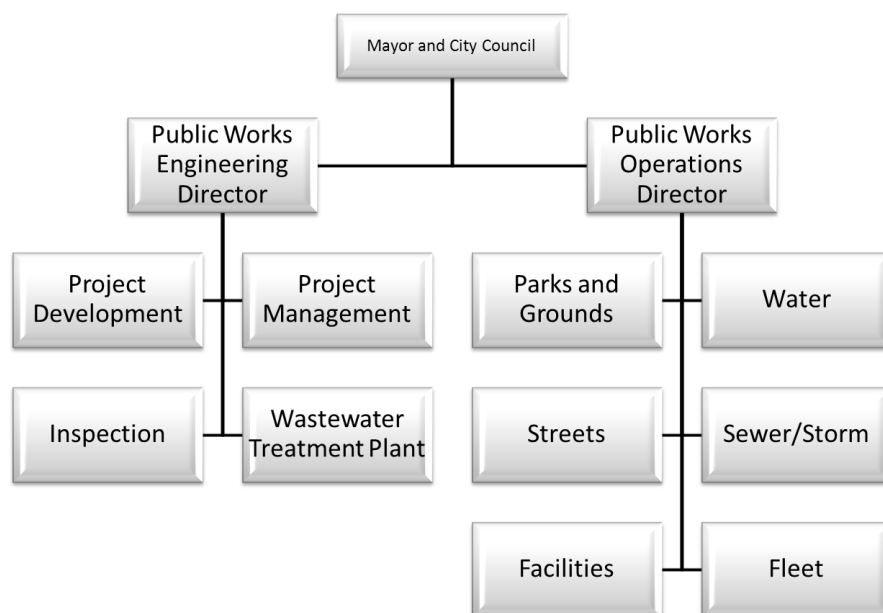 Mayor and City Council
Public Works
Engineering
Director
Public Works
Operations
Director
Project
Development
Project
Management
Parks and
Grounds
Water
Inspection
Wastewater
Treatment Plant
Streets
Sewer/Storm
Facilities
Fleet